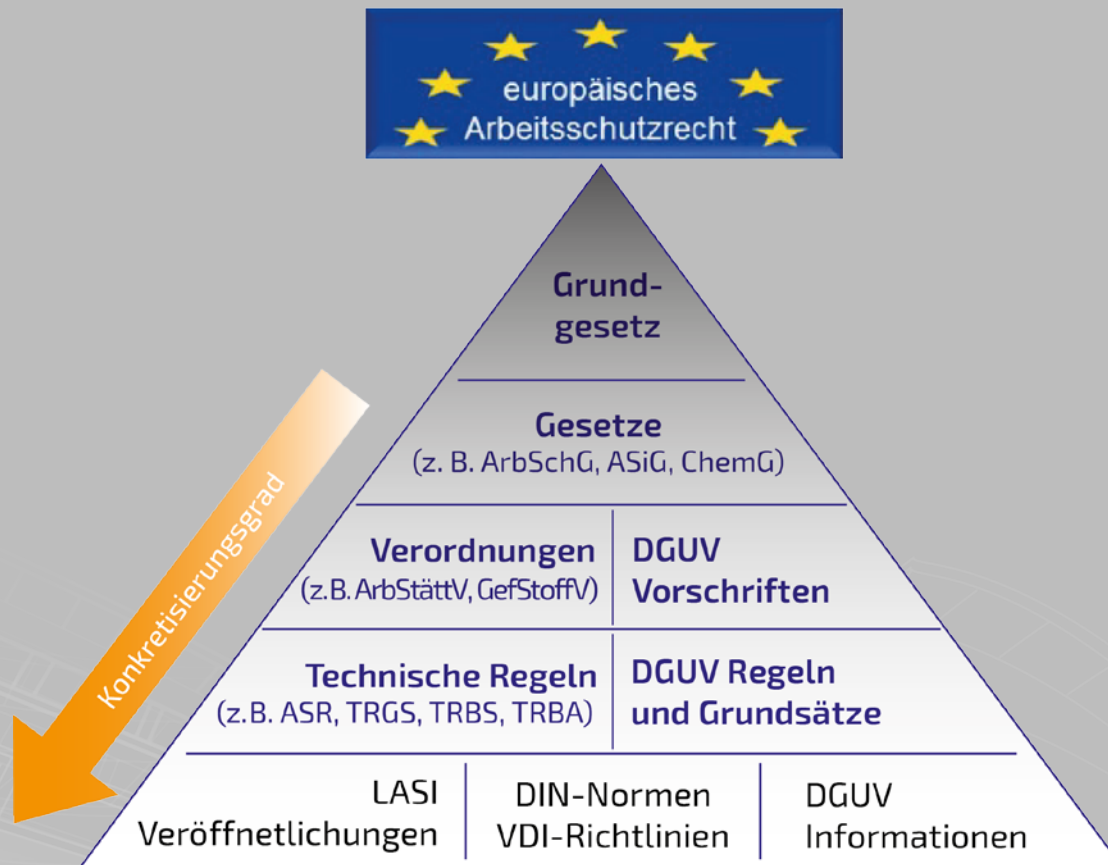 europäisches
Arbeitsschutzrecht
Grund-
gesetz
Gesetze
(z. B. ArbSchG, ASiG, ChemG)
Konkretisierungsgrad
Verordnungen
(z.B. ArbStättV, GefStoffV)
DGUV
Vorschriften
Technische Regeln
(z.B. ASR, TRGS, TRBS, TRBA)
DGUV Regeln
und Grundsätze
LASI
Veröffnetlichungen
DIN-Normen
VDI-Richtlinien
DGUV
Informationen